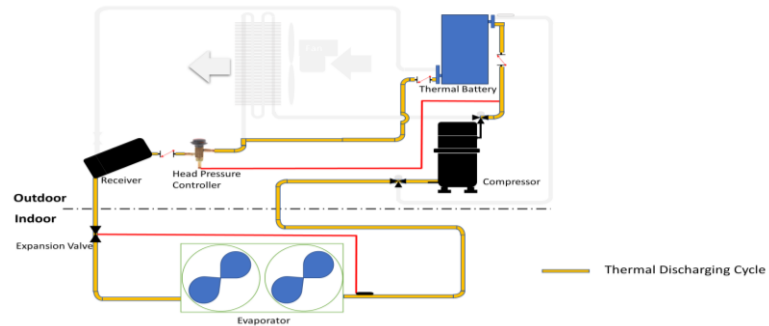 Thermal Battery
Receiver
Head Pressure
Controller
Compressor
Outdoor
Indoor
Expansion Valve
Evaporator
Thermal Discharging Cycle